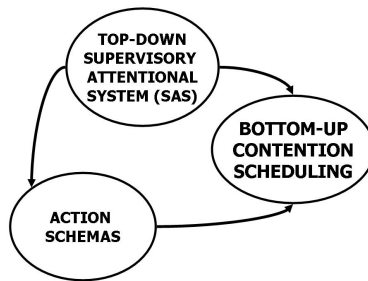 TOP-DOWN
SUPERVISORY
ATTENTIONAL
SYSTEM (SAS)
BOTTOM-UP
CONTENTION
SCHEDULING
ACTION
SCHEMAS